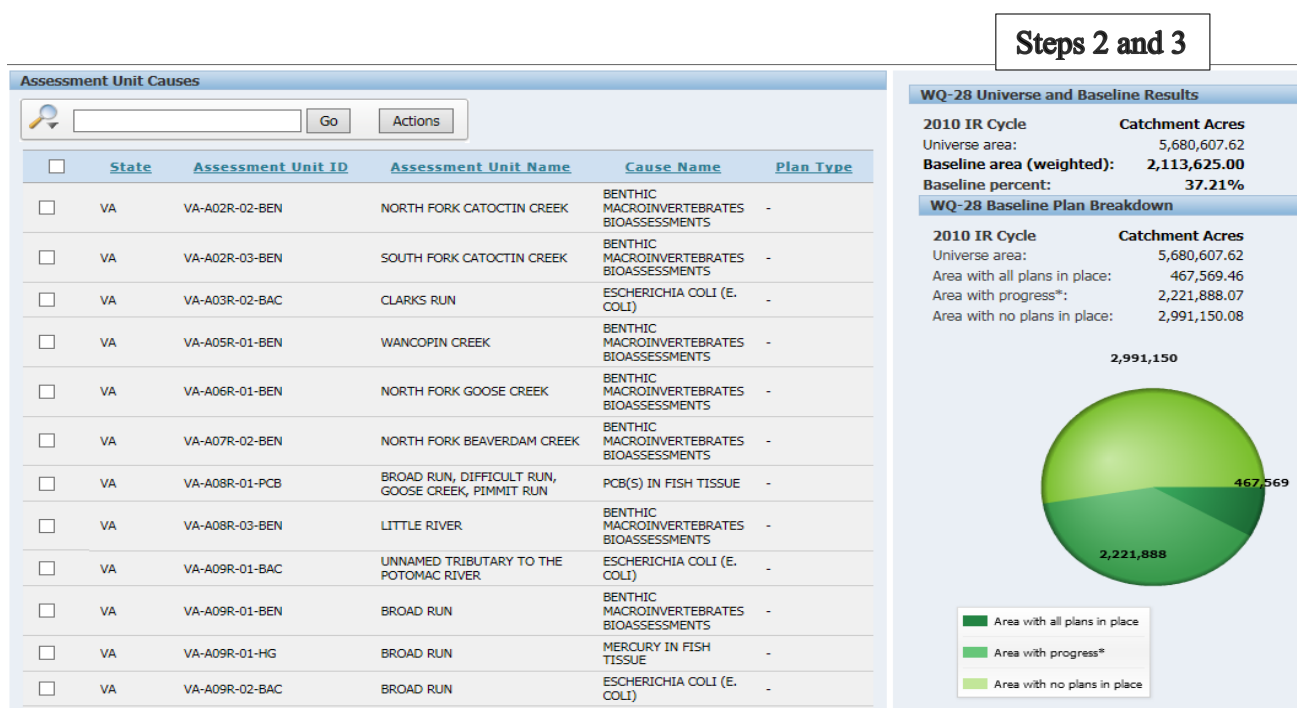 Steps 2 and 3
Assessment Unit Causes
Go
Actions
State Assessment Unit ID Assessment Unit Name Cause Name Plan Type
VA VA-A02R-02-BEN NORTH FORK CATOCTIN CREEK BENTHIC
MACROINVERTEBRATES -
BIOASSESSMENTS
VA VA-A02R-03-BEN SOUTH FORK CATOCTIN CREEK BENTHIC
MACROINVERTEBRATES -
BIOASSESSMENTS
VA VA-A03R-02-BAC CLARKS RUN ESCHERICHIA COLI (E. -
COLI)
VA VA-A05R-01-BEN WANCOPIN CREEK BENTHIC
MACROINVERTEBRATES -
BIOASSESSMENTS
VA VA-A06R-01-BEN NORTH FORK GOOSE CREEK BENTHIC
MACROINVERTEBRATES -
BIOASSESSMENTS
VA VA-A07R-02-BEN NORTH FORK BEAVERDAM CREEK BENTHIC
MACROINVERTEBRATES -
BIOASSESSMENTS
VA VA-A08R-01-PCB BROAD RUN, DIFFICULT RUN,
GOOSE CREEK, PIMMIT RUN PCB(S) IN FISH TISSUE -
VA VA-A08R-03-BEN LITTLE RIVER BENTHIC
MACROINVERTEBRATES -
BIOASSESSMENTS
VA VA-A09R-01-BAC UNNAMED TRIBUTARY TO THE
POTOMAC RIVER ESCHERICHIA COLI (E. -
COLI)
VA VA-A09R-01-BEN BROAD RUN BENTHIC
MACROINVERTEBRATES -
BIOASSESSMENTS
VA VA-A09R-01-HG BROAD RUN MERCURY IN FISH -
TISSUE
VA VA-A09R-02-BAC BROAD RUN ESCHERICHIA COLI (E. -
COLI)
WQ-28 Universe and Baseline Results
2010 IR Cycle Catchment Acres
Universe area: 5,680,607.62
Baseline area (weighted): 2,113,625.00
Baseline percent: 37.21%
WQ-28 Baseline Plan Breakdown
2010 IR Cycle Catchment Acres
Universe area: 5,680,607.62
Area with all plans in place: 467,569.46
Area with progress*: 2,221,888.07
Area with no plans in place: 2,991,150.08
2,991,150
467,569
2,221,888
Area with all plans in place
Area with progress*
Area with no plans in place